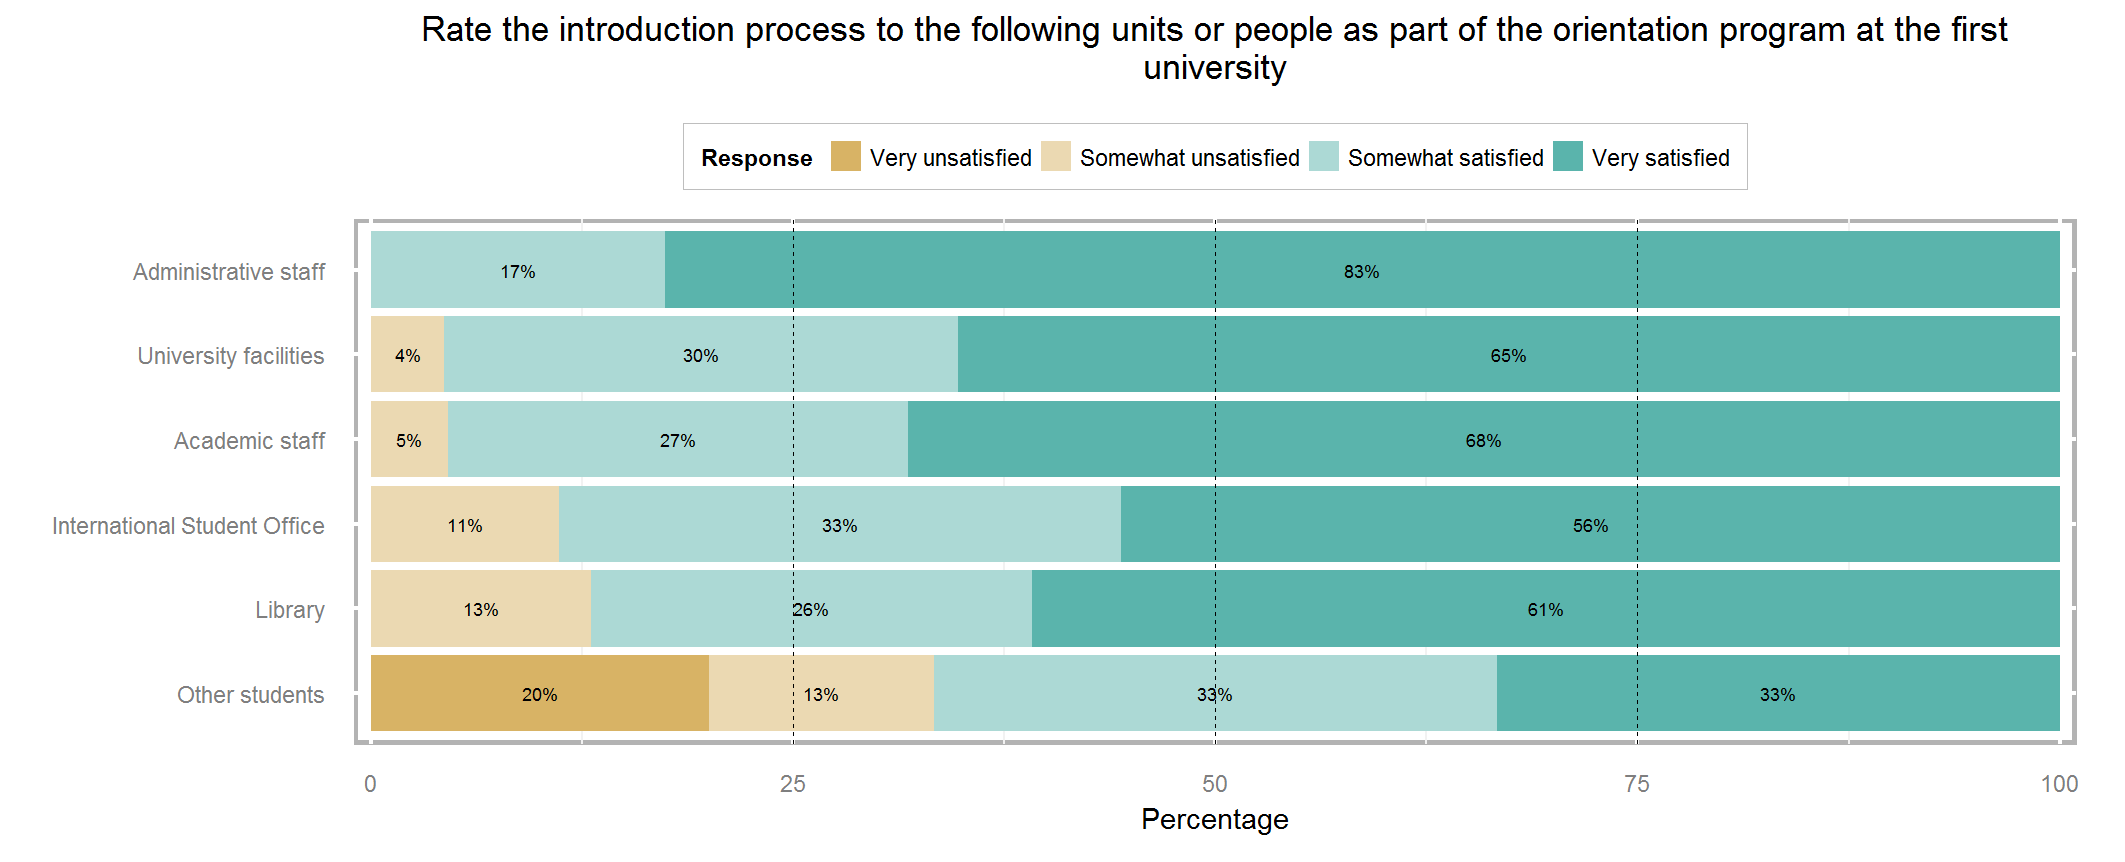 Rate the introduction process to the following units or people as part of the orientation program at the first
university
Response Very unsatisfied Somewhat unsatisfied Somewhat satisfied Very satisfied
Administrative staff 17% 83%
University facilities 4% 30% 65%
Academic staff 5% 27% 68%
International Student Office 11% 33% 56%
Library 13% 26% 61%
Other students 20% 13% 33% 33%
0 25 50 75 100
Percentage